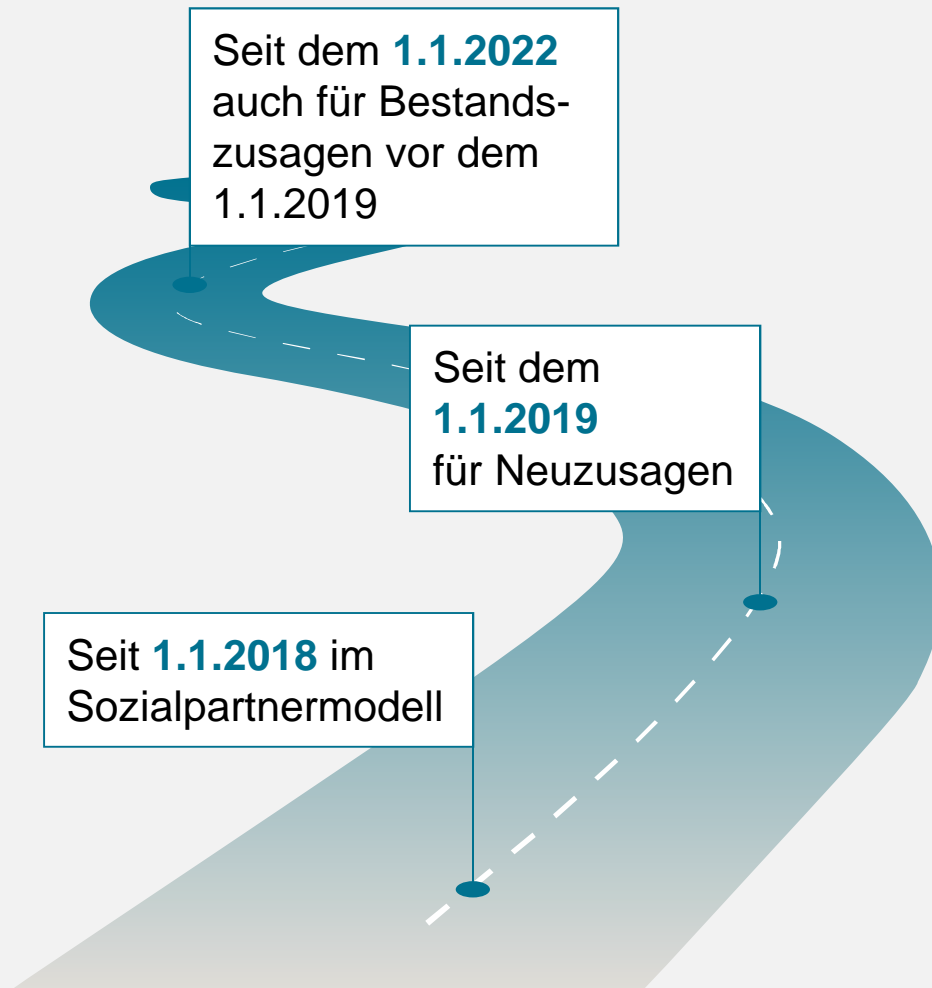 Seit dem 1.1.2022
auch für Bestands-
zusagen vor dem
1.1.2019
Seit dem
1.1.2019
für Neuzusagen
Seit 1.1.2018 im
Sozialpartnermodell